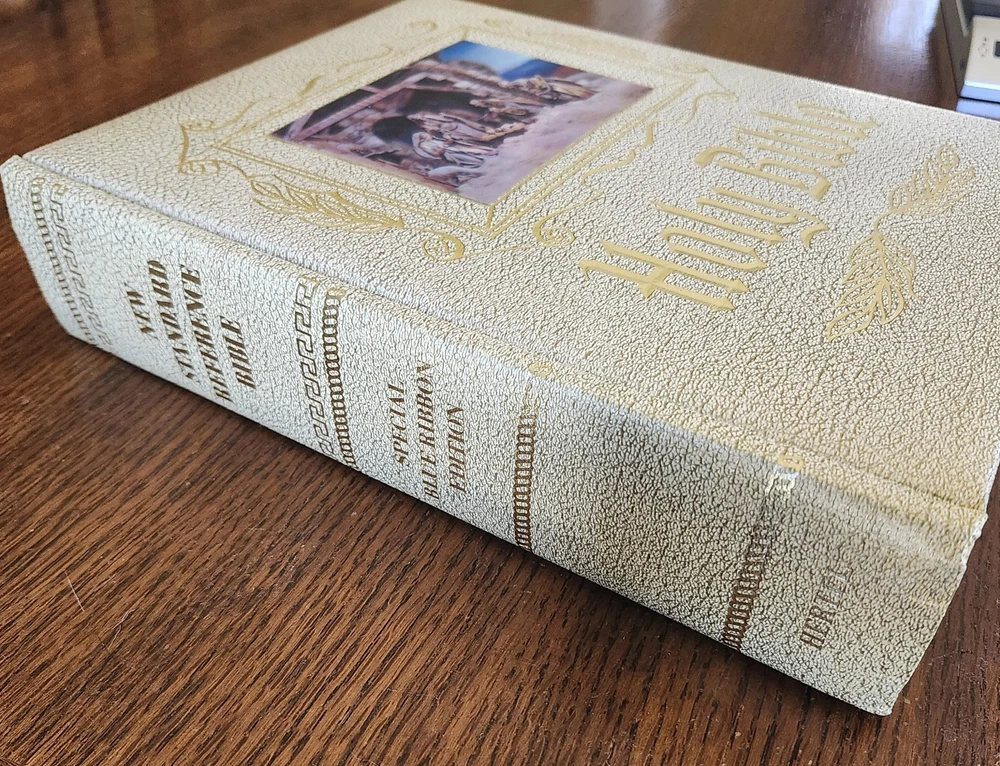 Holy Bible
NEW
STANDARD
REFERENCE
BIBLE
SPECIAL
BLUE RIBBON
EDITION
HERTEL